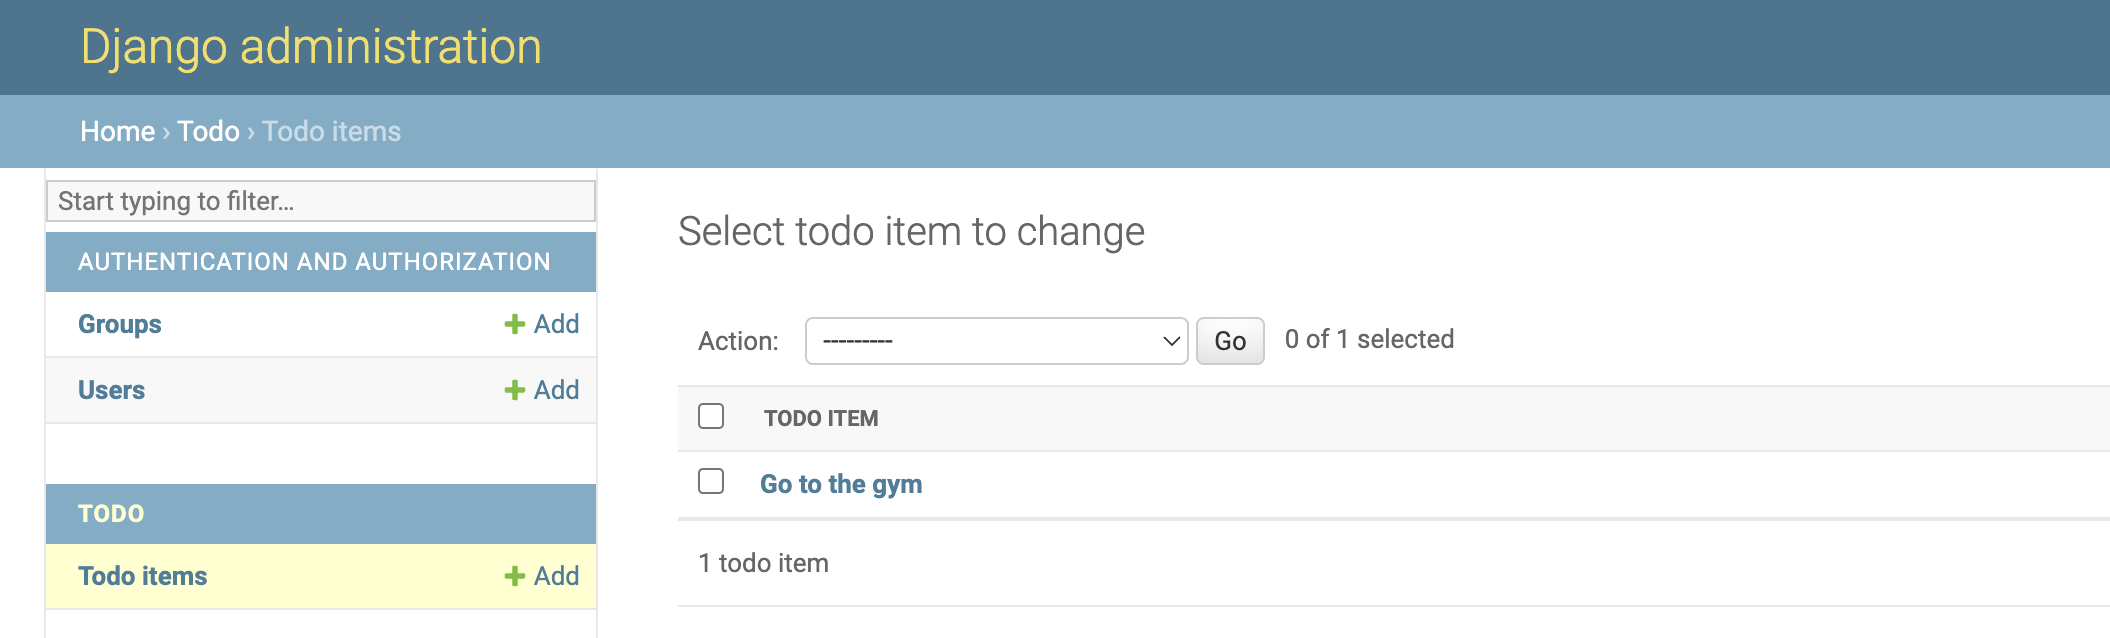 Django administration
Home › Todo › Todo items
Start typing to filter...
AUTHENTICATION AND AUTHORIZATION
Groups + Add
Users + Add
TODO
Todo items + Add
Select todo item to change
Action: --------- Go 0 of 1 selected
TODO ITEM
Go to the gym
1 todo item